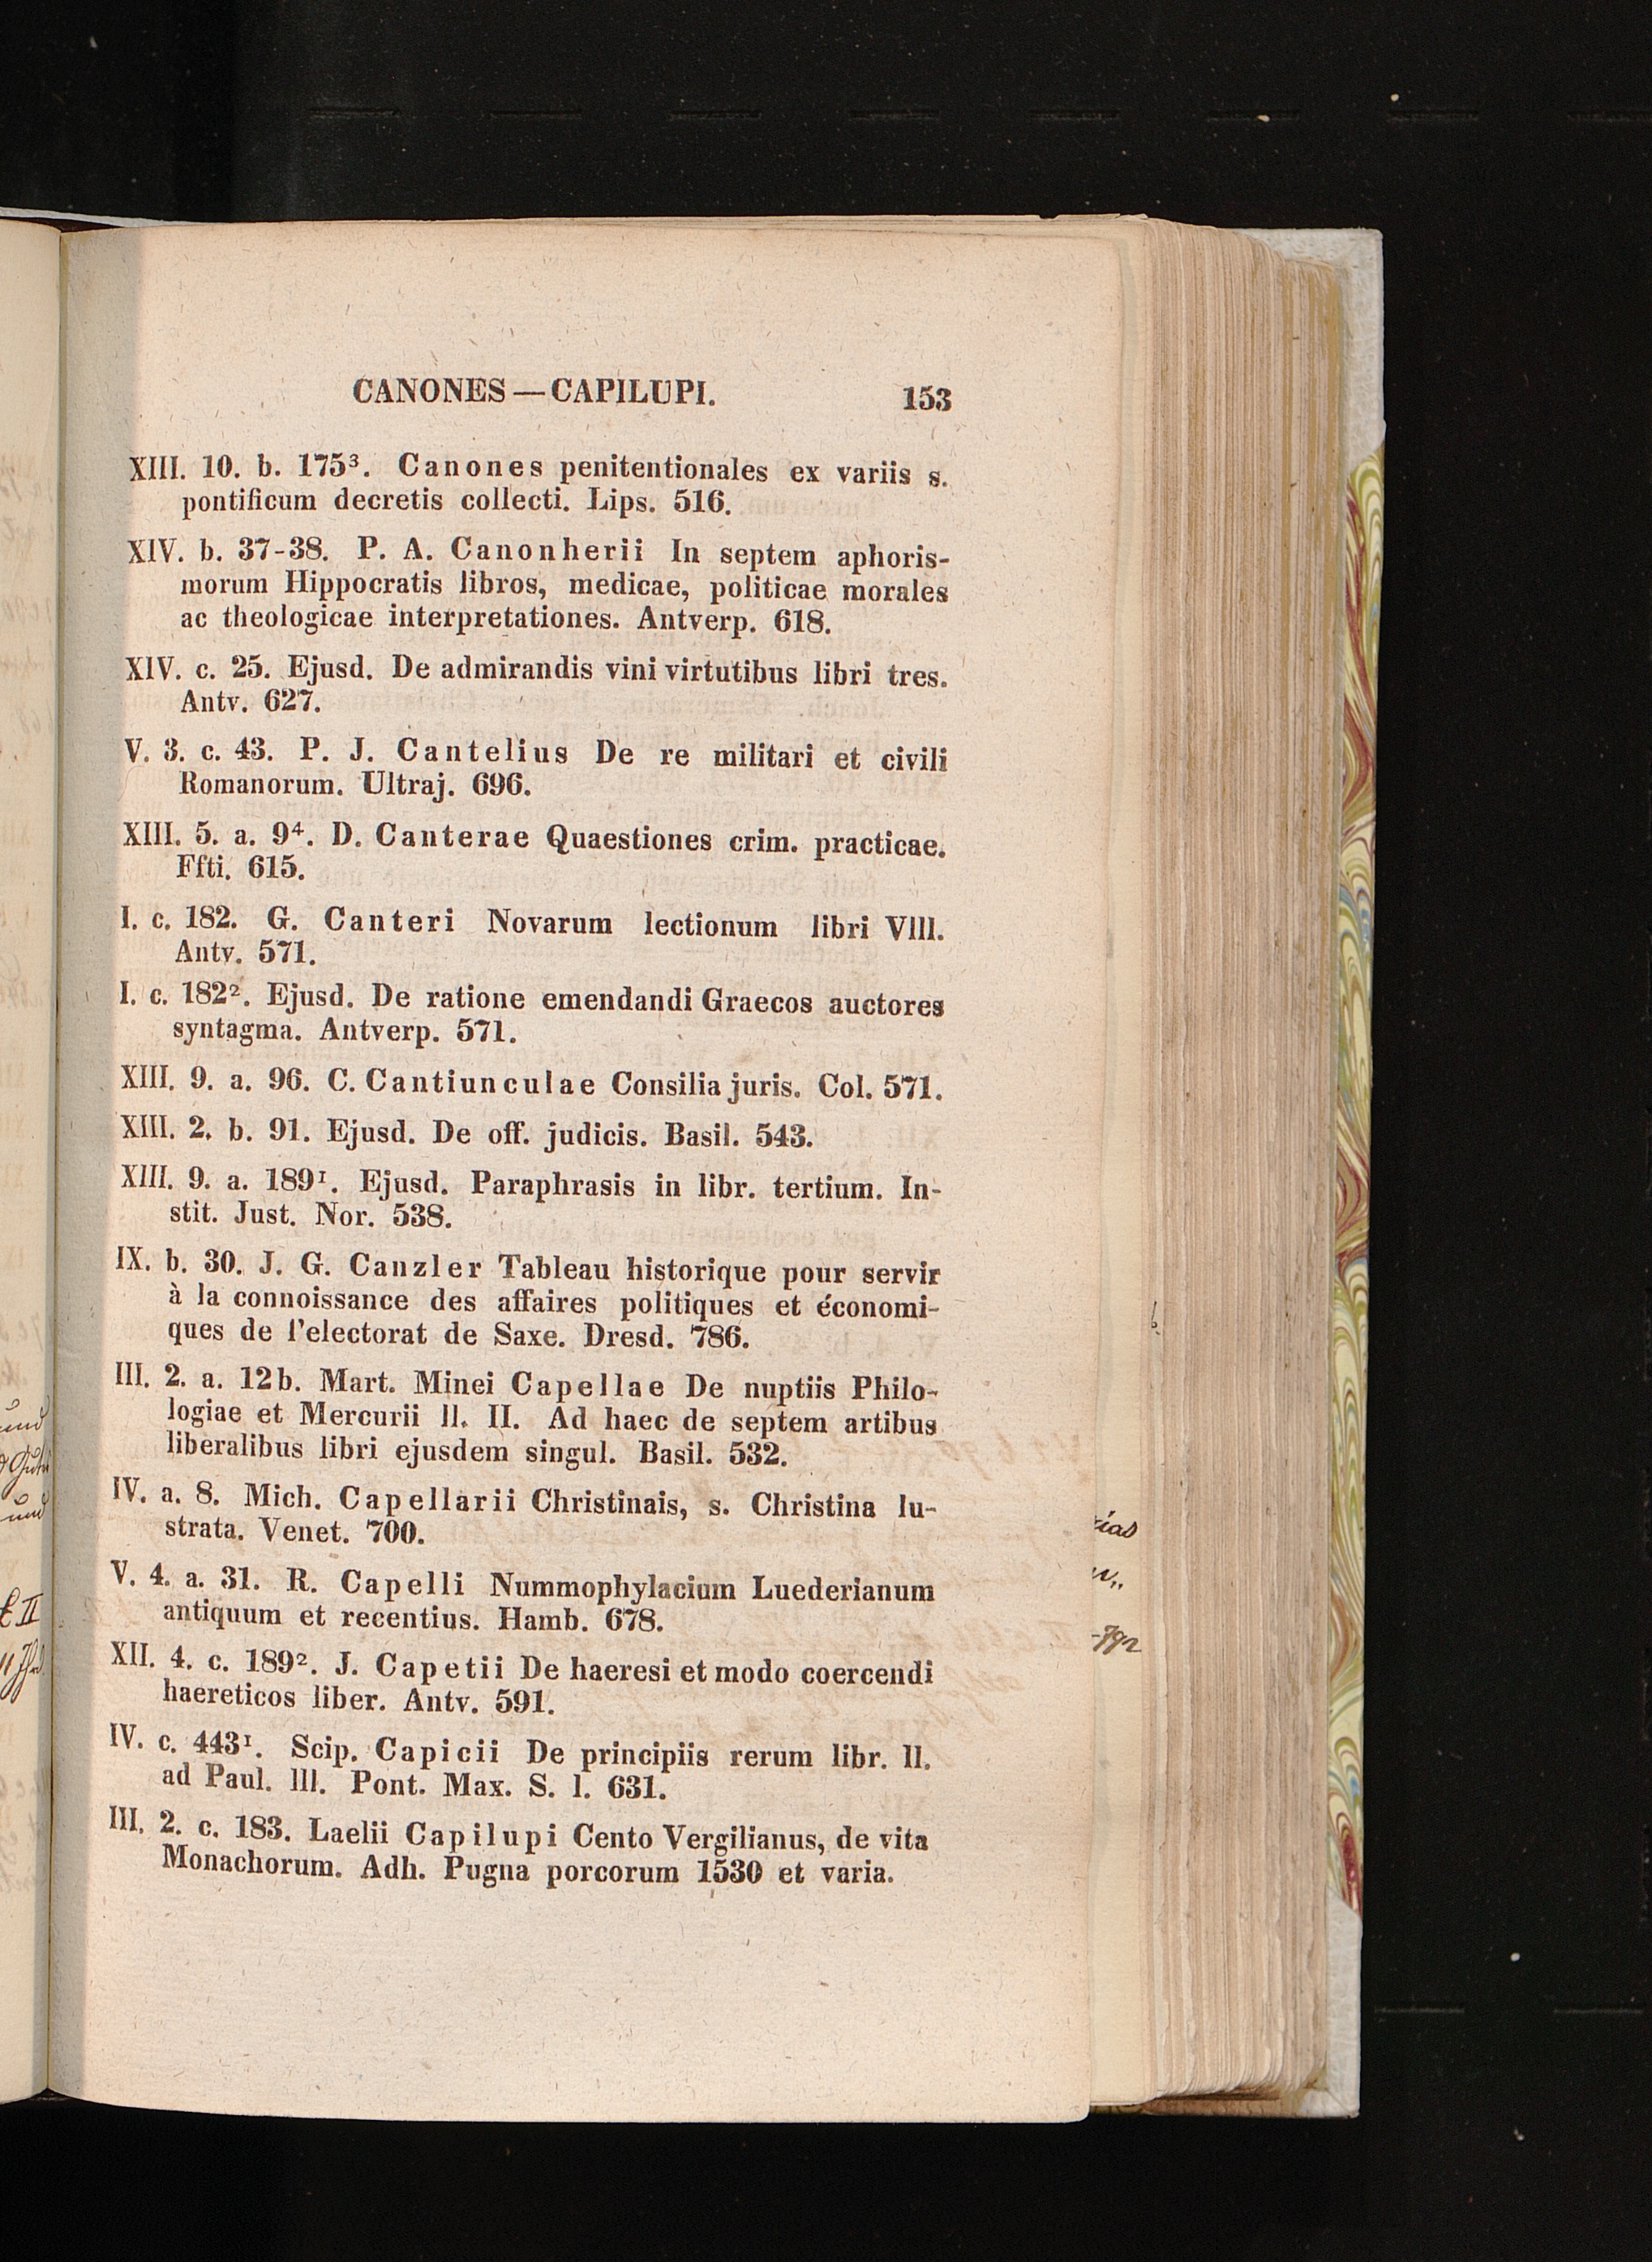 CANONES — CAPILUPI.
153
XIII. 10. b. 175³. Canones penitentionales ex variis s.
pontificum decretis collecti. Lips. 516.
XIV. b. 37-38. P. A. Canonherii In septem aphoris-
morum Hippocratis libros, medicae, politicae morales
ac theologicae interpretationes. Antverp. 618.
XIV. c. 25. Ejusd. De admirandis vini virtutibus libri tres.
Antv. 627.
V. 3. c. 43. P. J. Cantelius De re militari et civili
Romanorum. Ultraj. 696.
XIII. 5. a. 9⁴. D. Canterae Quaestiones crim. practicae.
Ffti. 615.
I. c. 182. G. Canteri Novarum lectionum libri VIII.
Antv. 571.
I. c. 182². Ejusd. De ratione emendandi Graecos auctores
syntagma. Antverp. 571.
XIII. 9. a. 96. C. Cantiunculae Consilia juris. Col. 571.
XIII. 2. b. 91. Ejusd. De off. judicis. Basil. 543.
XIII. 9. a. 189¹. Ejusd. Paraphrasis in libr. tertium. In-
stit. Just. Nor. 538.
IX. b. 30. J. G. Canzler Tableau historique pour servir
à la connoissance des affaires politiques et économi-
ques de l'electorat de Saxe. Dresd. 786.
III. 2. a. 12b. Mart. Minei Capellae De nuptiis Philo-
logiae et Mercurii ll. II. Ad haec de septem artibus
liberalibus libri ejusdem singul. Basil. 532.
IV. a. 8. Mich. Capellarii Christinais, s. Christina lu-
strata. Venet. 700.
V. 4. a. 31. R. Capelli Nummophylacium Luederianum
antiquum et recentius. Hamb. 678.
XII. 4. c. 189². J. Capetii De haeresi et modo coercendi
haereticos liber. Antv. 591.
IV. c. 443¹. Scip. Capicii De principiis rerum libr. II.
ad Paul. III. Pont. Max. S. l. 631.
III. 2. c. 183. Laelii Capilupi Cento Vergilianus, de vita
Monachorum. Adh. Pugna porcorum 1530 et varia.
und
und